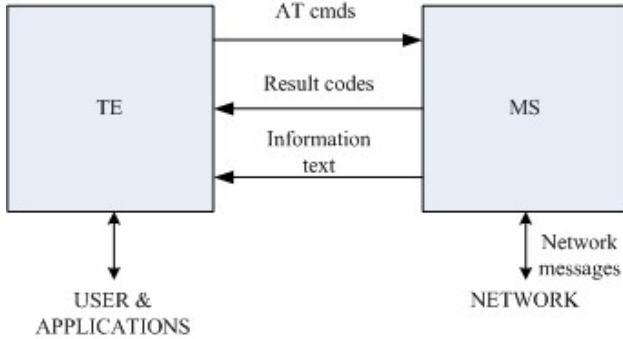 AT cmds
TE
Result codes
MS
Information
text
Network
messages
USER &
APPLICATIONS
NETWORK